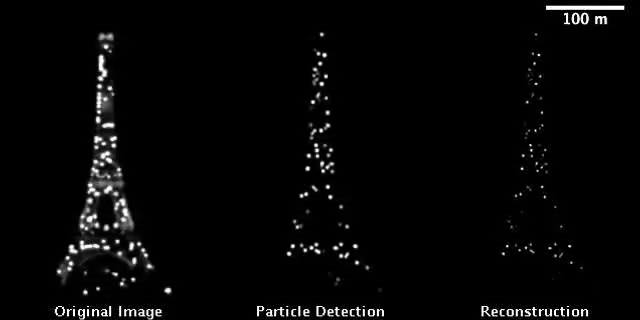 100 m
Original Image
Particle Detection
Reconstruction